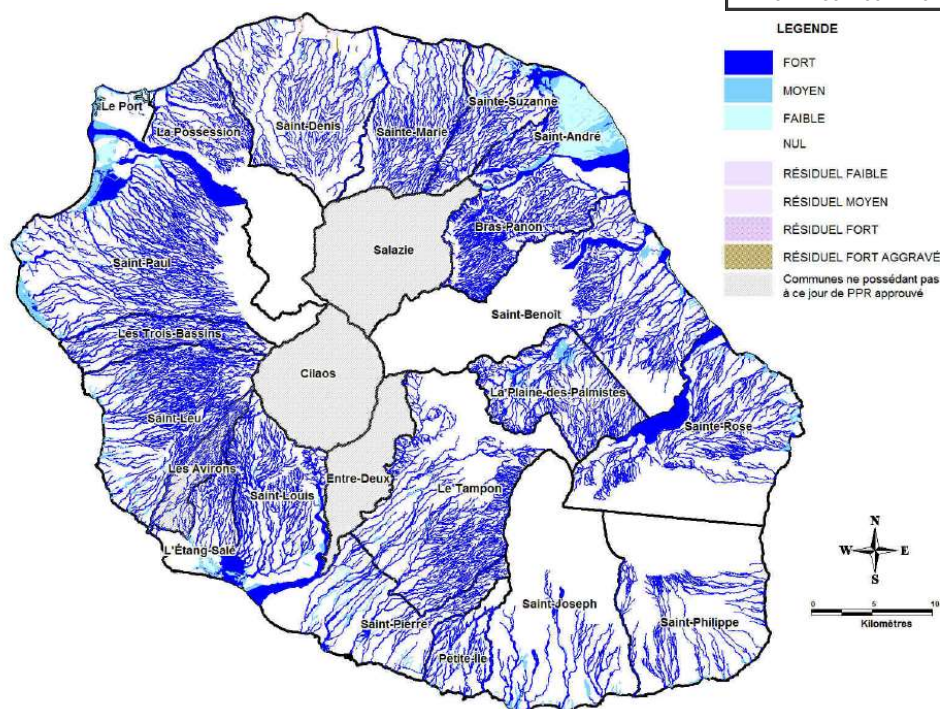 LEGENDE
FORT
MOYEN
FAIBLE
NUL
RÉSIDUEL FAIBLE
RÉSIDUEL MOYEN
RÉSIDUEL FORT
RÉSIDUEL FORT AGGRAVÉ
Communes ne possédant pas
à ce jour de PPR approuvé
Le Port
La Possession
Saint-Denis
Sainte-Marie
Sainte-Suzanne
Saint-André
Salazie
Bras-Panon
Saint-Paul
Saint-Benoît
Les Trois-Bassins
Cilaos
La Plaine-des-Palmistes
Saint-Leu
Sainte-Rose
Les Avirons
Saint-Louis
Entre-Deux
Le Tampon
L'Étang-Salé
Saint-Joseph
Saint-Philippe
Saint-Pierre
Petite-Ile
N
W
E
S
0 5 10
Kilomètres